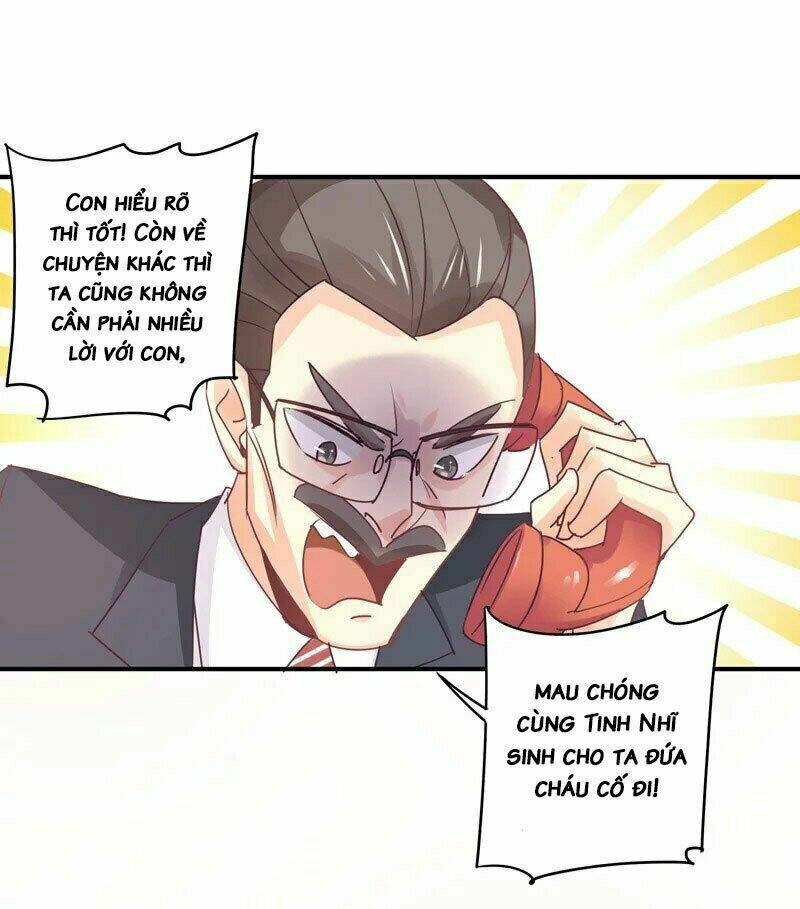 CON HIỂU RÕ
THÌ TỐT! CÒN VỀ
CHUYỆN KHÁC THÌ
TA CŨNG KHÔNG
CẦN PHẢI NHIỀU
LỜI VỚI CON,
MAU CHÓNG
CÙNG TINH NHĨ
SINH CHO TA ĐỨA
CHÁU CỐ ĐI!